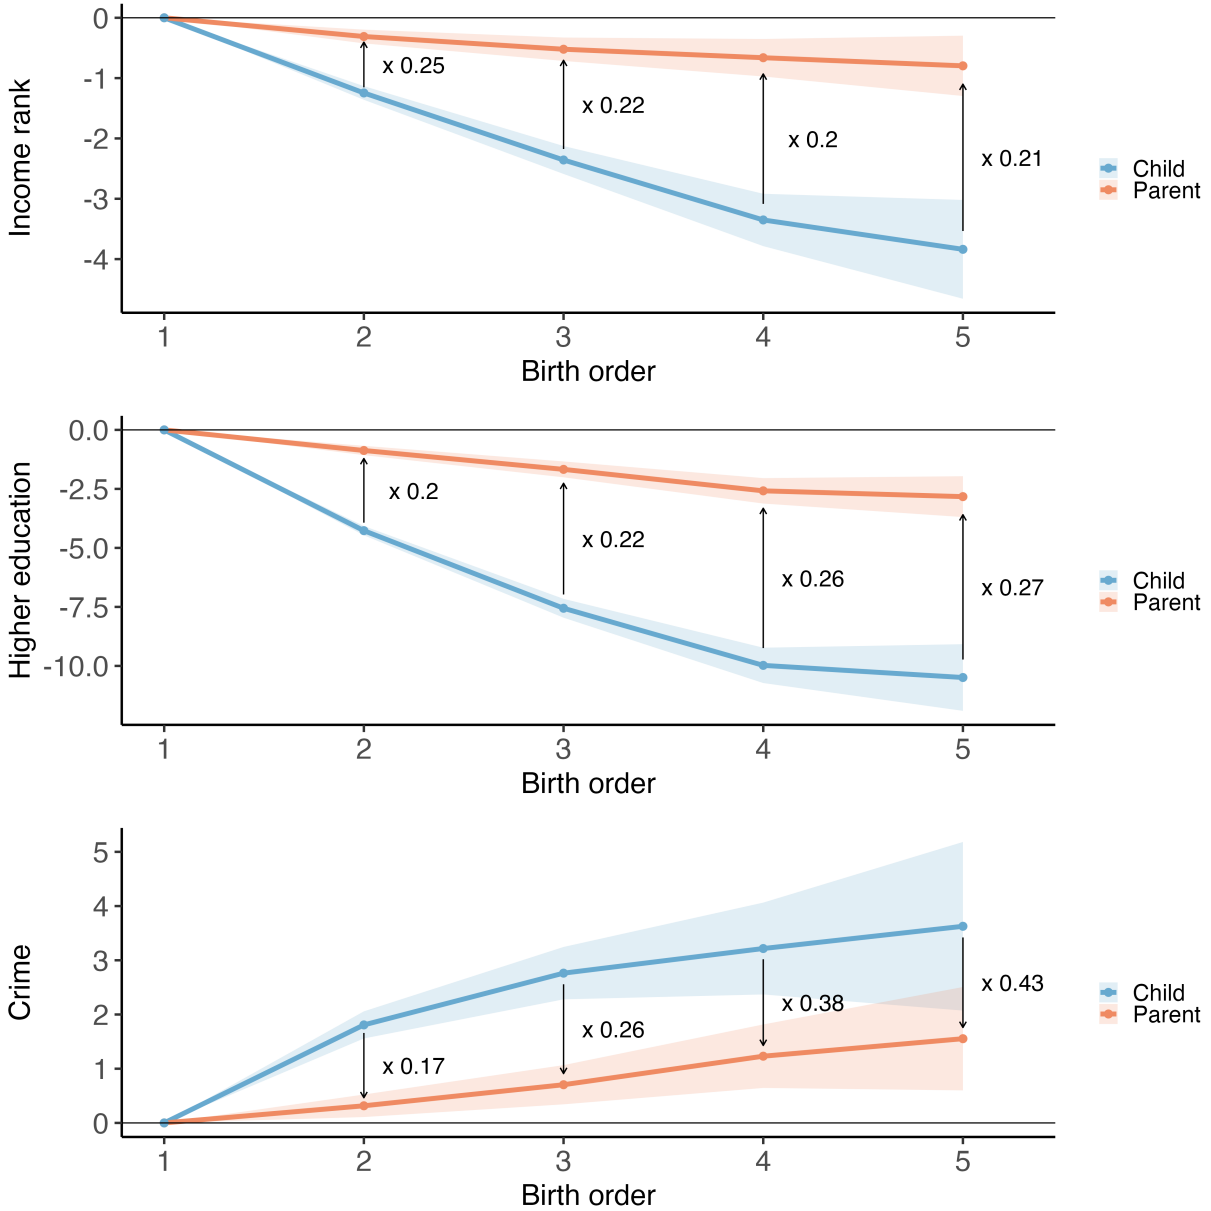 Income rank
0
-1
-2
-3
-4
x 0.25
x 0.22
x 0.2
x 0.21
1 2 3 4 5
Birth order
Child
Parent
Higher education
0.0
-2.5
-5.0
-7.5
-10.0
x 0.2
x 0.22
x 0.26
x 0.27
1 2 3 4 5
Birth order
Child
Parent
Crime
5
4
3
2
1
0
x 0.17
x 0.26
x 0.38
x 0.43
1 2 3 4 5
Birth order
Child
Parent